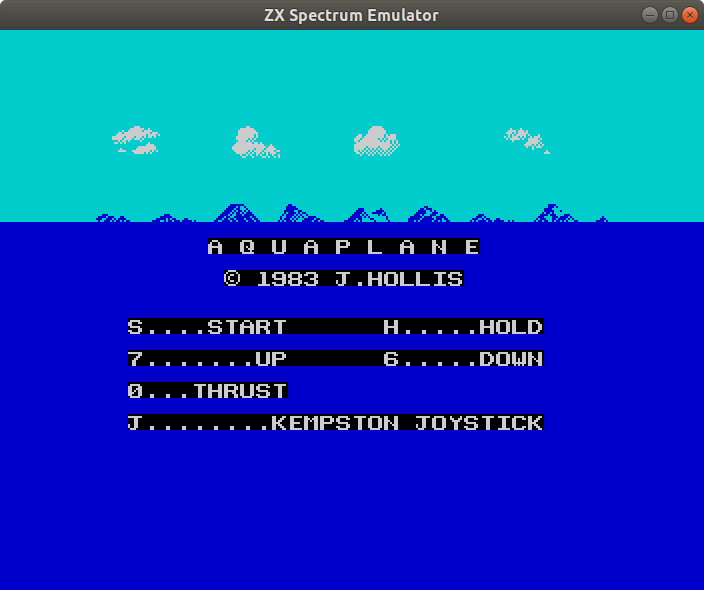 ZX Spectrum Emulator
A Q U A P L A N E
© 1983 J.HOLLIS
S....START H.....HOLD
7.......UP 6.....DOWN
0...THRUST
J........KEMPSTON JOYSTICK